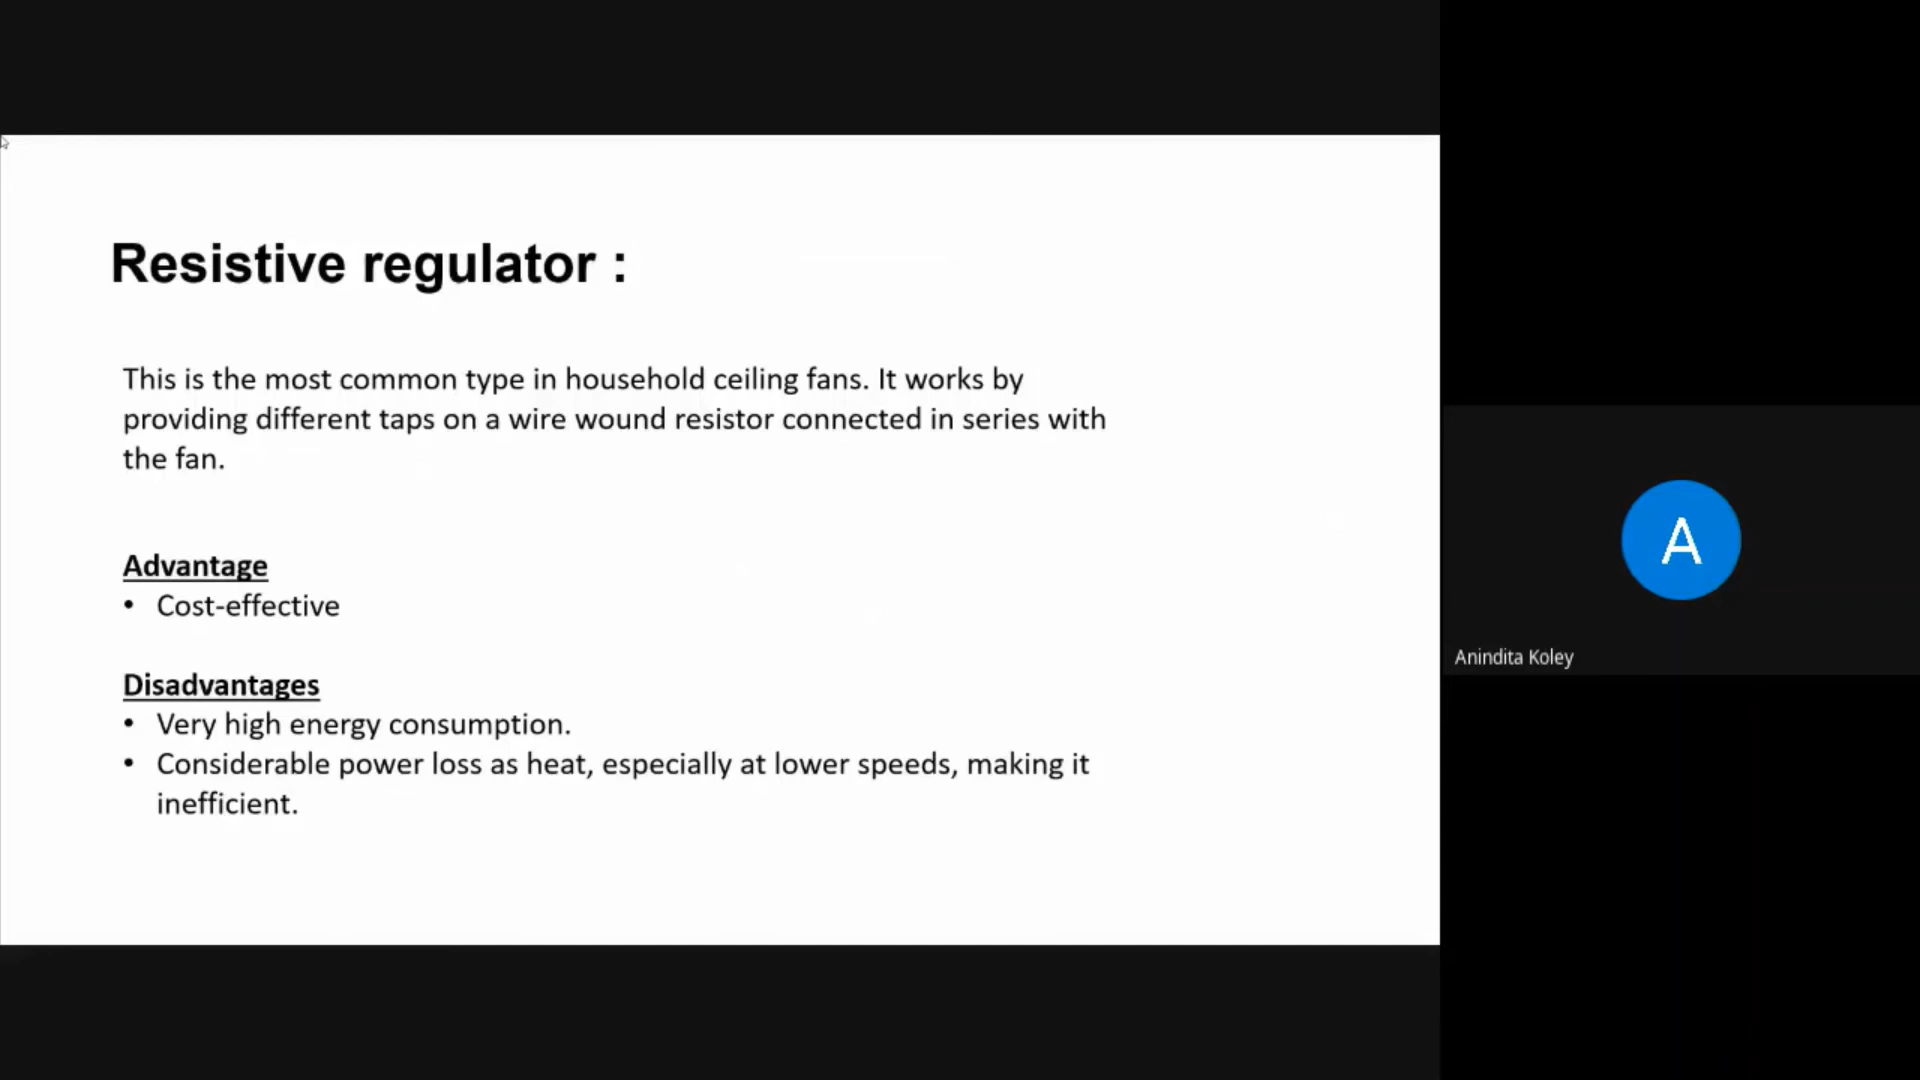 Resistive regulator :
This is the most common type in household ceiling fans. It works by
providing different taps on a wire wound resistor connected in series with
the fan.
Advantage
• Cost-effective
Disadvantages
• Very high energy consumption.
• Considerable power loss as heat, especially at lower speeds, making it
inefficient.
A
Anindita Koley